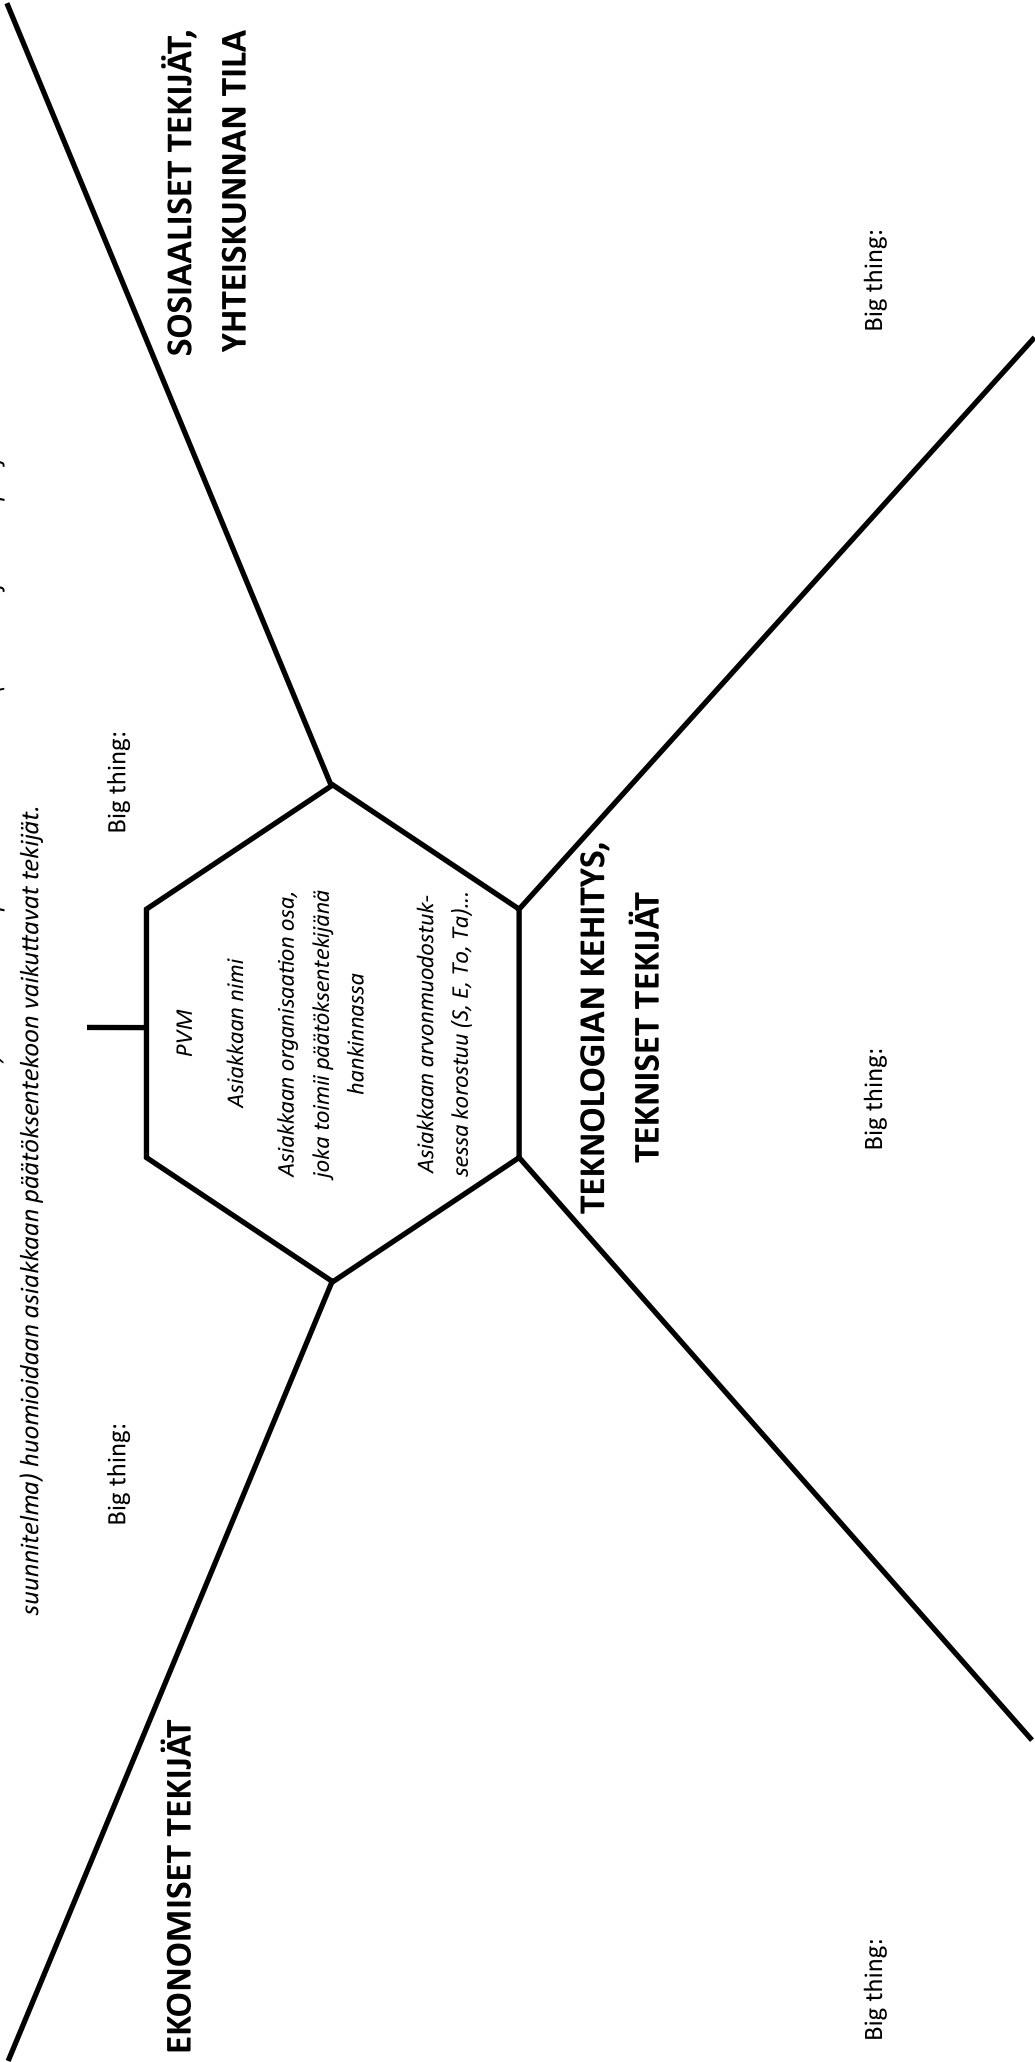 suunnitelma) huomioidaan asiakkaan päätöksentekoon vaikuttavat tekijät.
Big thing:
Big thing:
EKONOMISET TEKIJÄT
SOSIAALISET TEKIJÄT,
YHTEISKUNNAN TILA
PVM
Asiakkaan nimi
Asiakkaan organisaation osa,
joka toimii päätöksentekijänä
hankinnassa
Asiakkaan arvonmuodostuk-
sessa korostuu (S, E, To, Ta)...
TEKNOLOGIAN KEHITYS,
TEKNISET TEKIJÄT
Big thing:
Big thing:
Big thing: